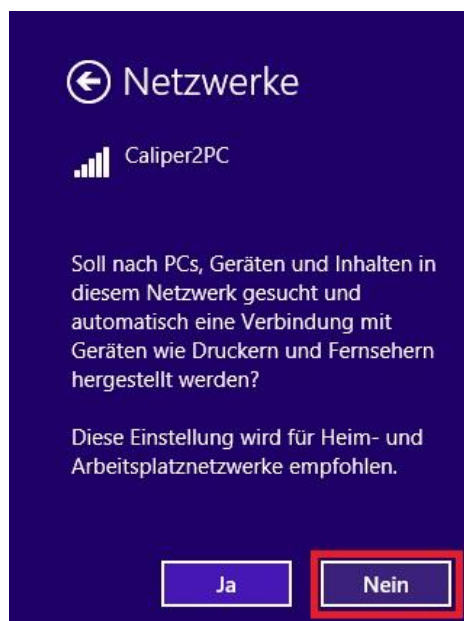 Netzwerke
Caliper2PC
Soll nach PCs, Geräten und Inhalten in
diesem Netzwerk gesucht und
automatisch eine Verbindung mit
Geräten wie Druckern und Fernsehern
hergestellt werden?
Diese Einstellung wird für Heim- und
Arbeitsplatznetzwerke empfohlen.
Ja
Nein